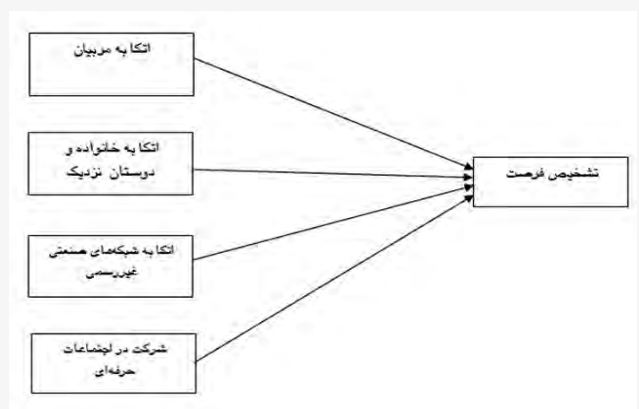 اتکا به مربیان
اتکا به خانواده و
دوستان نزدیک
تشخیص فرصت
اتکا به شبکه‌های صنعتی
غیررسمی
شرکت در اجتماعات
حرفه‌ای